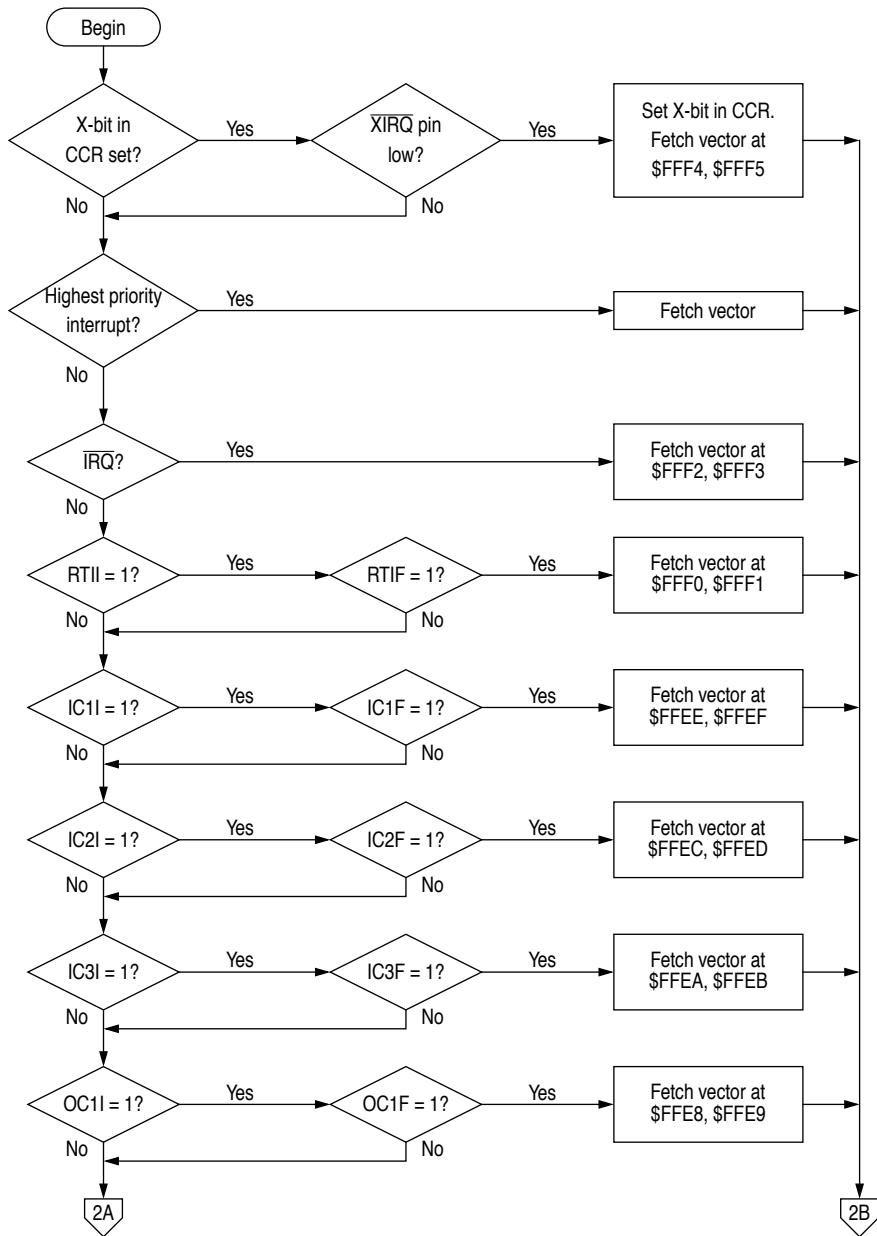 Begin
X-bit in
CCR set?
Yes
No
XIRQ pin
low?
Yes
No
Set X-bit in CCR.
Fetch vector at
$FFF4, $FFF5
Highest priority
interrupt?
Yes
No
Fetch vector
IRQ?
Yes
No
Fetch vector at
$FFF2, $FFF3
RTII = 1?
Yes
No
RTIF = 1?
Yes
No
Fetch vector at
$FFF0, $FFF1
IC1I = 1?
Yes
No
IC1F = 1?
Yes
No
Fetch vector at
$FFEE, $FFEF
IC2I = 1?
Yes
No
IC2F = 1?
Yes
No
Fetch vector at
$FFEC, $FFED
IC3I = 1?
Yes
No
IC3F = 1?
Yes
No
Fetch vector at
$FFEA, $FFEB
OC1I = 1?
Yes
No
OC1F = 1?
Yes
No
Fetch vector at
$FFE8, $FFE9
2A
2B